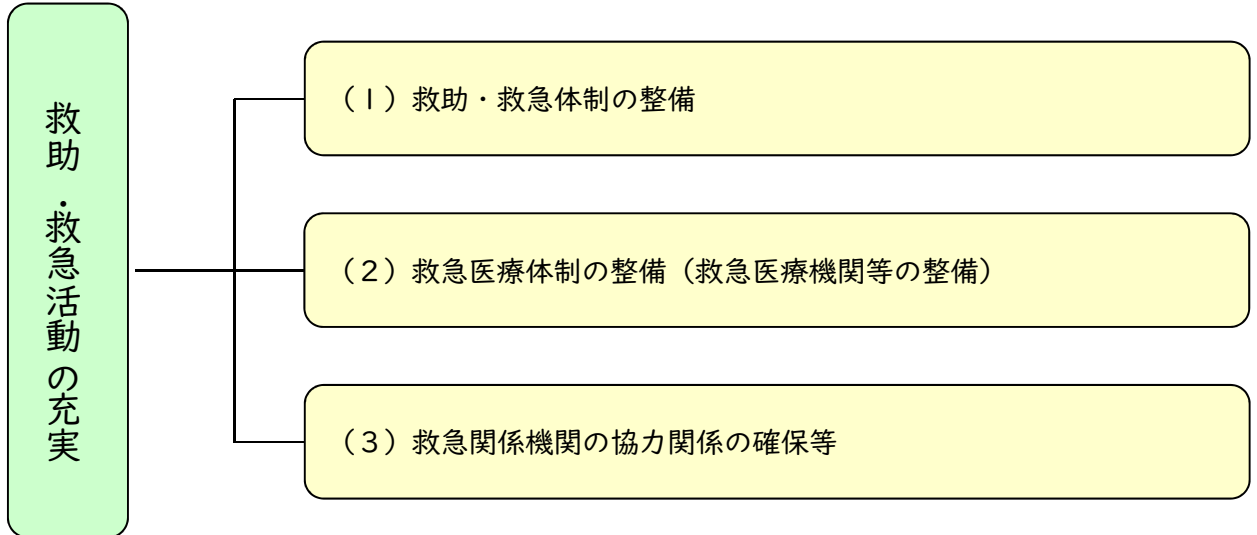 救助・救急活動の充実
（１）救助・救急体制の整備
（２）救急医療体制の整備（救急医療機関等の整備）
（３）救急関係機関の協力関係の確保等